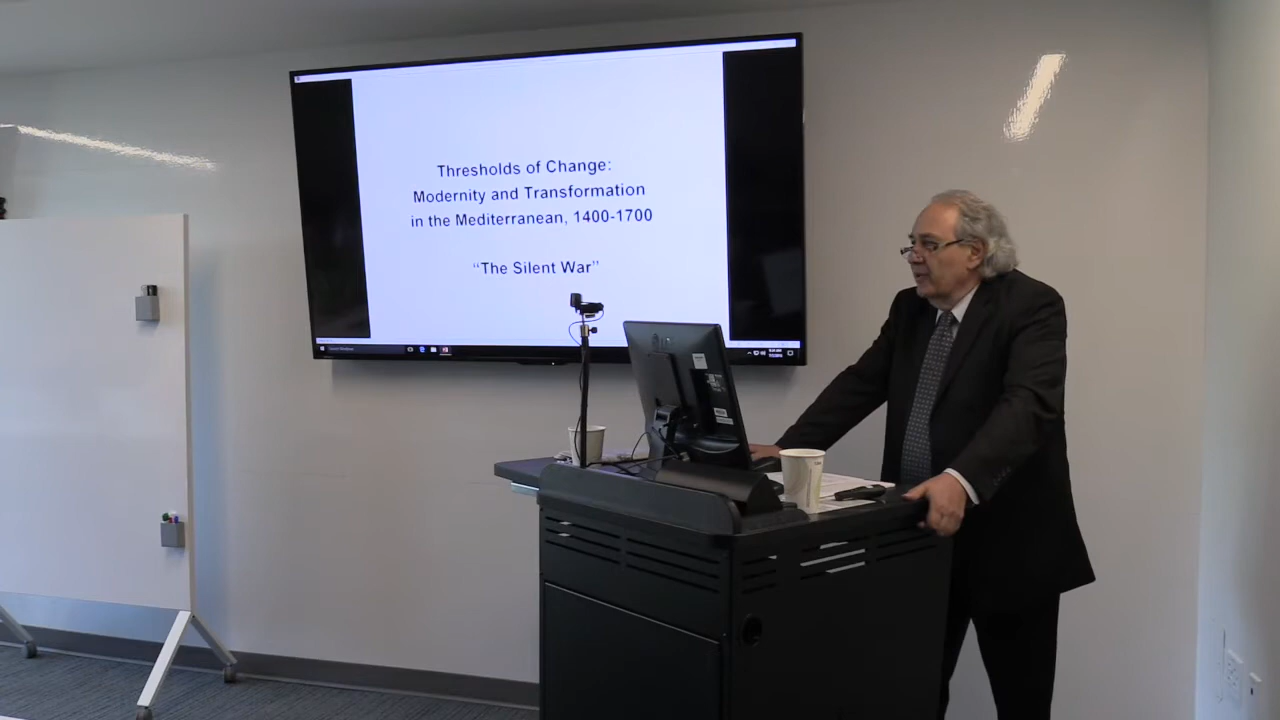 Thresholds of Change:
Modernity and Transformation
in the Mediterranean, 1400-1700
“The Silent War”